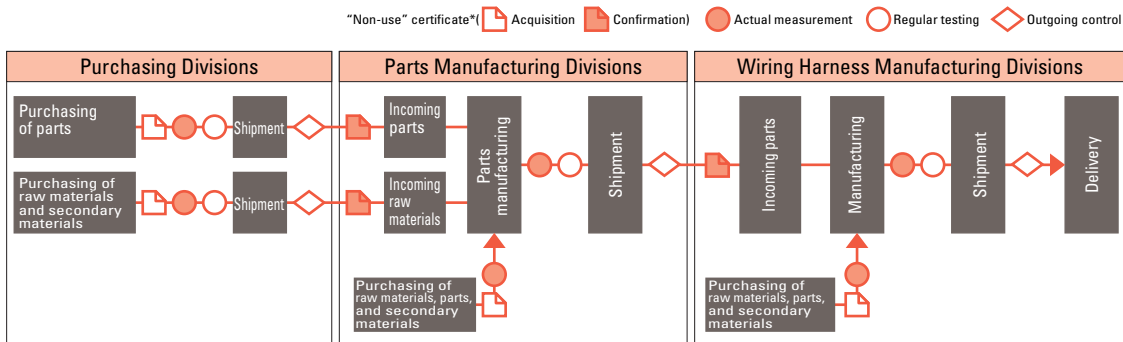 “Non-use” certificate*( Acquisition Confirmation) Actual measurement Regular testing Outgoing control
Purchasing Divisions
Purchasing
of parts
Shipment
Purchasing of
raw materials
and secondary
materials
Shipment
Parts Manufacturing Divisions
Incoming
parts
Incoming
raw
materials
Parts
manufacturing
Shipment
Purchasing of
raw materials, parts,
and secondary
materials
Wiring Harness Manufacturing Divisions
Incoming parts
Manufacturing
Shipment
Delivery
Purchasing of
raw materials, parts,
and secondary
materials